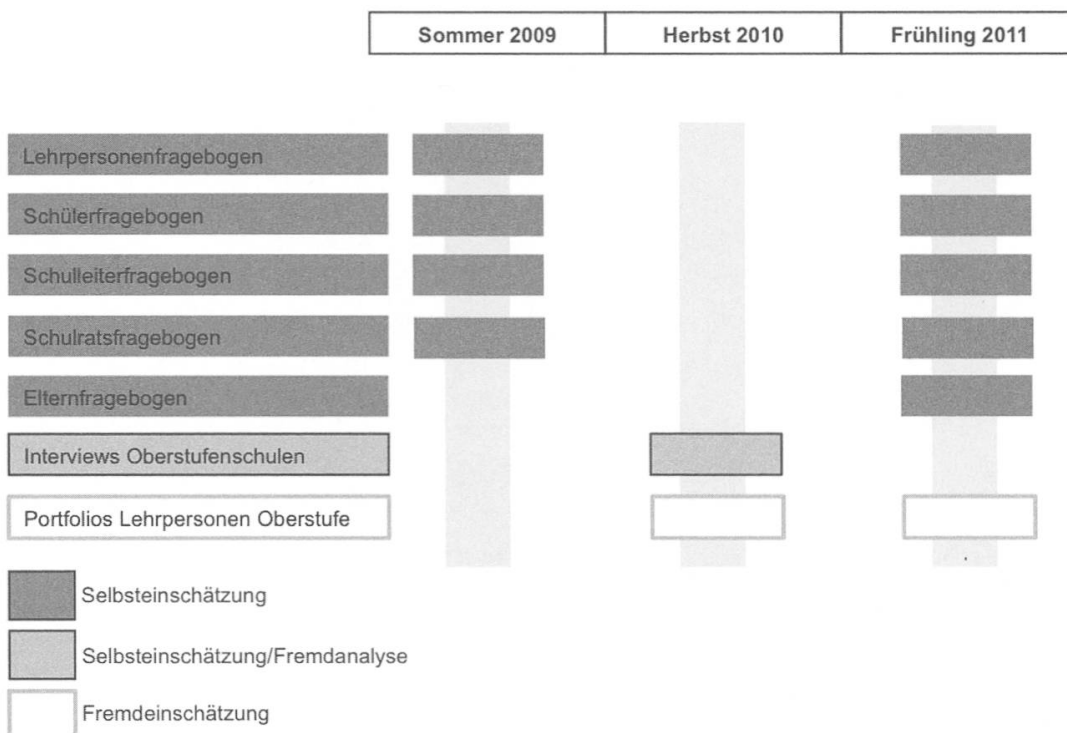 Sommer 2009 Herbst 2010 Frühling 2011
Lehrpersonenfragebogen
Schülerfragebogen
Schulleiterfragebogen
Schulratsfragebogen
Elternfragebogen
Interviews Oberstufenschulen
Portfolios Lehrpersonen Oberstufe
Selbsteinschätzung
Selbsteinschätzung/Fremdanalyse
Fremdeinschätzung